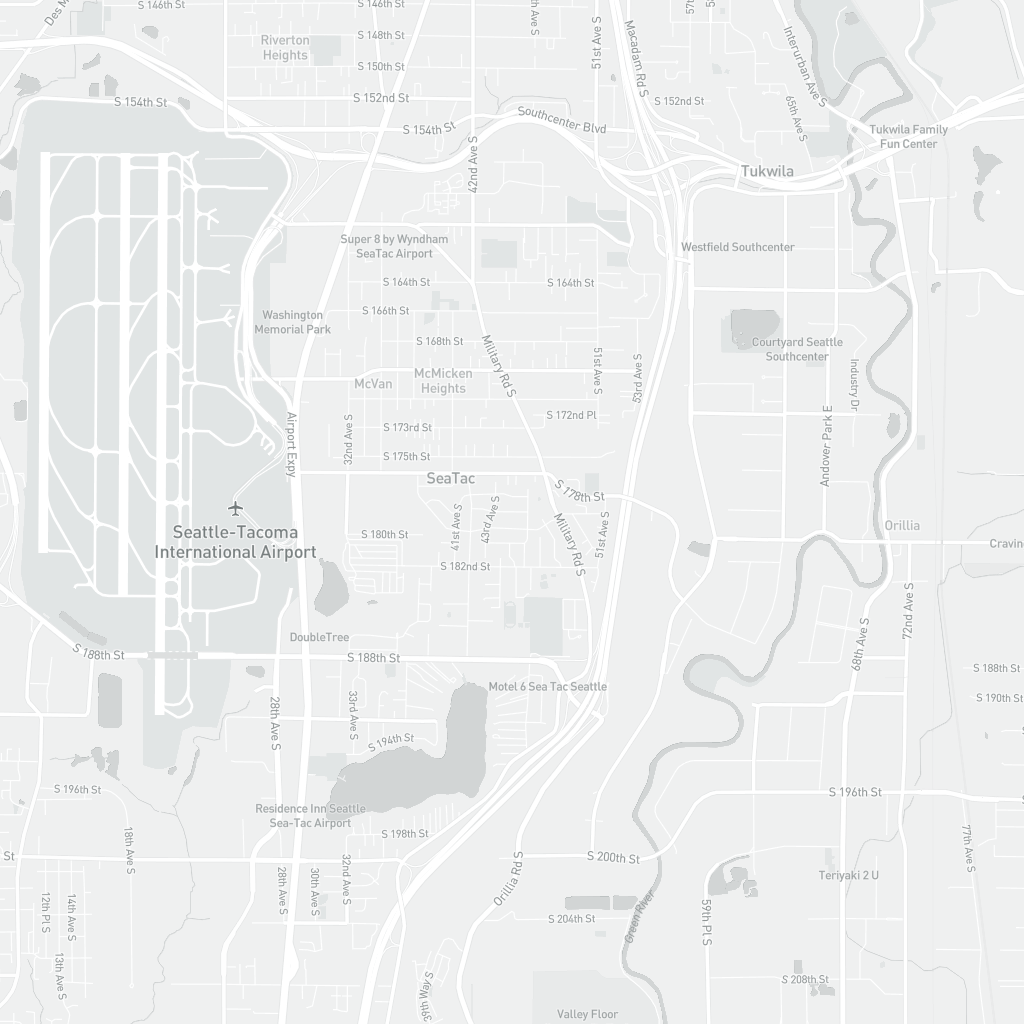 Des M
S 146th St
S 146th St
57th
Riverton
Heights
S 148th St
51st Ave S
Macadam Rd S
Interurban Ave S
S 150th St
S 154th St
S 152nd St
S 152nd St
65th Ave S
S 154th St
Southcenter Blvd
Tukwila Family
Fun Center
42nd Ave S
Tukwila
Super 8 by Wyndham
SeaTac Airport
Westfield Southcenter
S 164th St
S 164th St
S 166th St
Washington
Memorial Park
S 168th St
Courtyard Seattle
Southcenter
Military Rd S
51st Ave S
53rd Ave S
Industry Dr
McVan
McMicken
Heights
S 172nd Pl
Airport Expy
32nd Ave S
S 173rd St
Andover Park E
S 175th St
SeaTac
S 178th St
Seattle-Tacoma
International Airport
41st Ave S
43rd Ave S
Military Rd S
51st Ave S
S 180th St
Orillia
Cravin
S 182nd St
72nd Ave S
68th Ave S
DoubleTree
S 188th St
S 188th St
S 188th St
Motel 6 Sea Tac Seattle
S 190th St
28th Ave S
33rd Ave S
S 194th St
S 196th St
S 196th St
Residence Inn Seattle
Sea-Tac Airport
S 198th St
18th Ave S
77th Ave S
St
S 200th St
28th Ave S
30th Ave S
32nd Ave S
Orillia Rd S
Teriyaki 2 U
12th Pl S
14th Ave S
S 204th St
Green River
59th Pl S
13th Ave S
39th Way S
S 208th St
Valley Floor